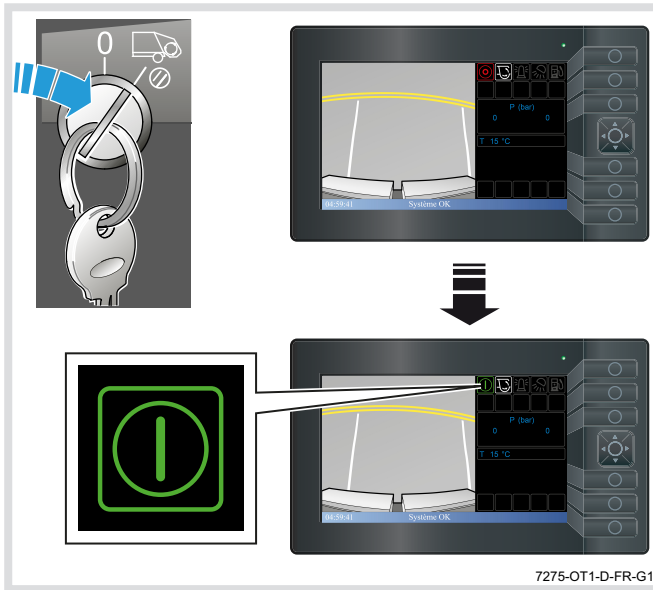 0
P (bar)
0 0
T 15 °C
04:59:41 Système OK
P (bar)
0 0
T 15 °C
04:59:41 Système OK
7275-OT1-D-FR-G1